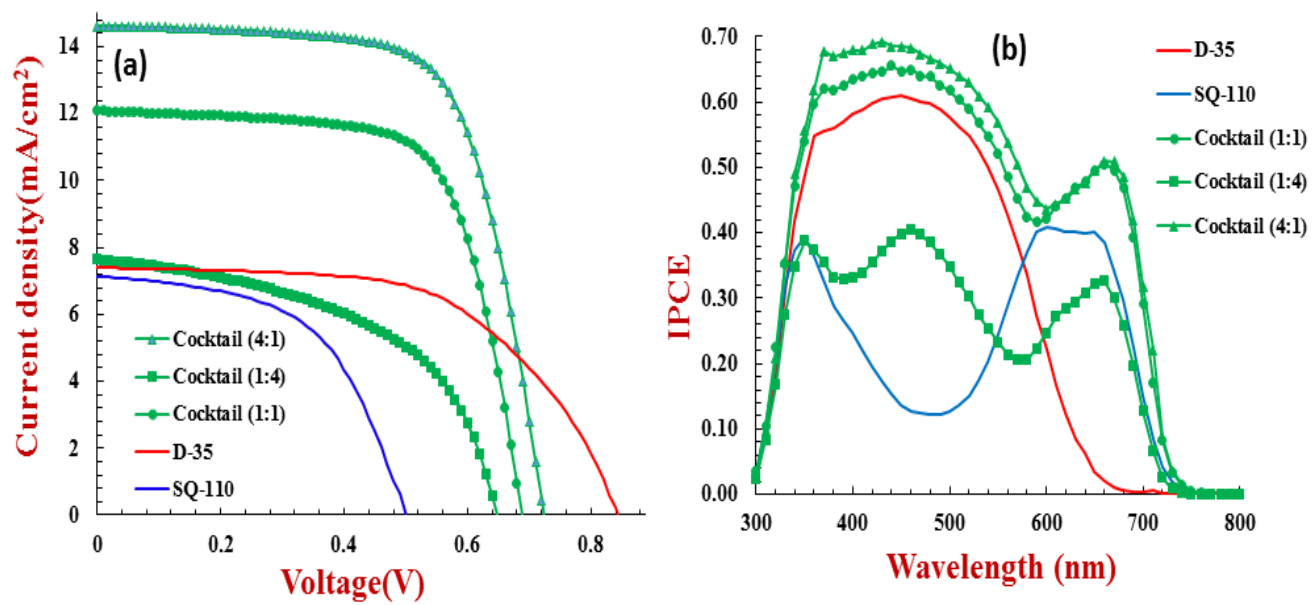 (a)
Current density(mA/cm²)
14
12
10
8
6
4
2
0
Cocktail (4:1)
Cocktail (1:4)
Cocktail (1:1)
D-35
SQ-110
0 0.2 0.4 0.6 0.8
Voltage(V)
(b)
IPCE
0.70
0.60
0.50
0.40
0.30
0.20
0.10
0.00
D-35
SQ-110
Cocktail (1:1)
Cocktail (1:4)
Cocktail (4:1)
300 400 500 600 700 800
Wavelength (nm)